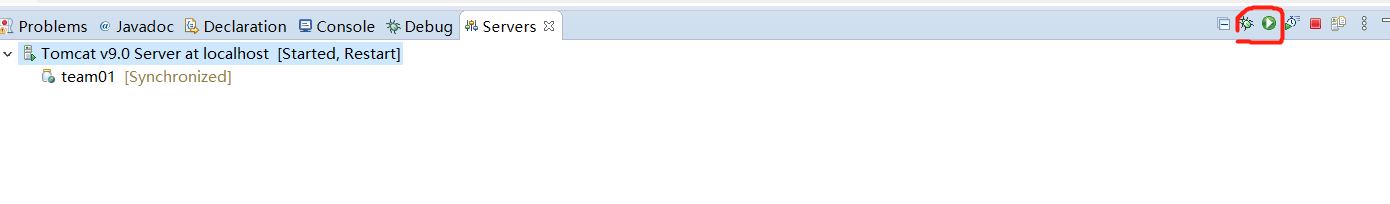 Problems @ Javadoc Declaration Console Debug Servers
Tomcat v9.0 Server at localhost [Started, Restart]
team01 [Synchronized]